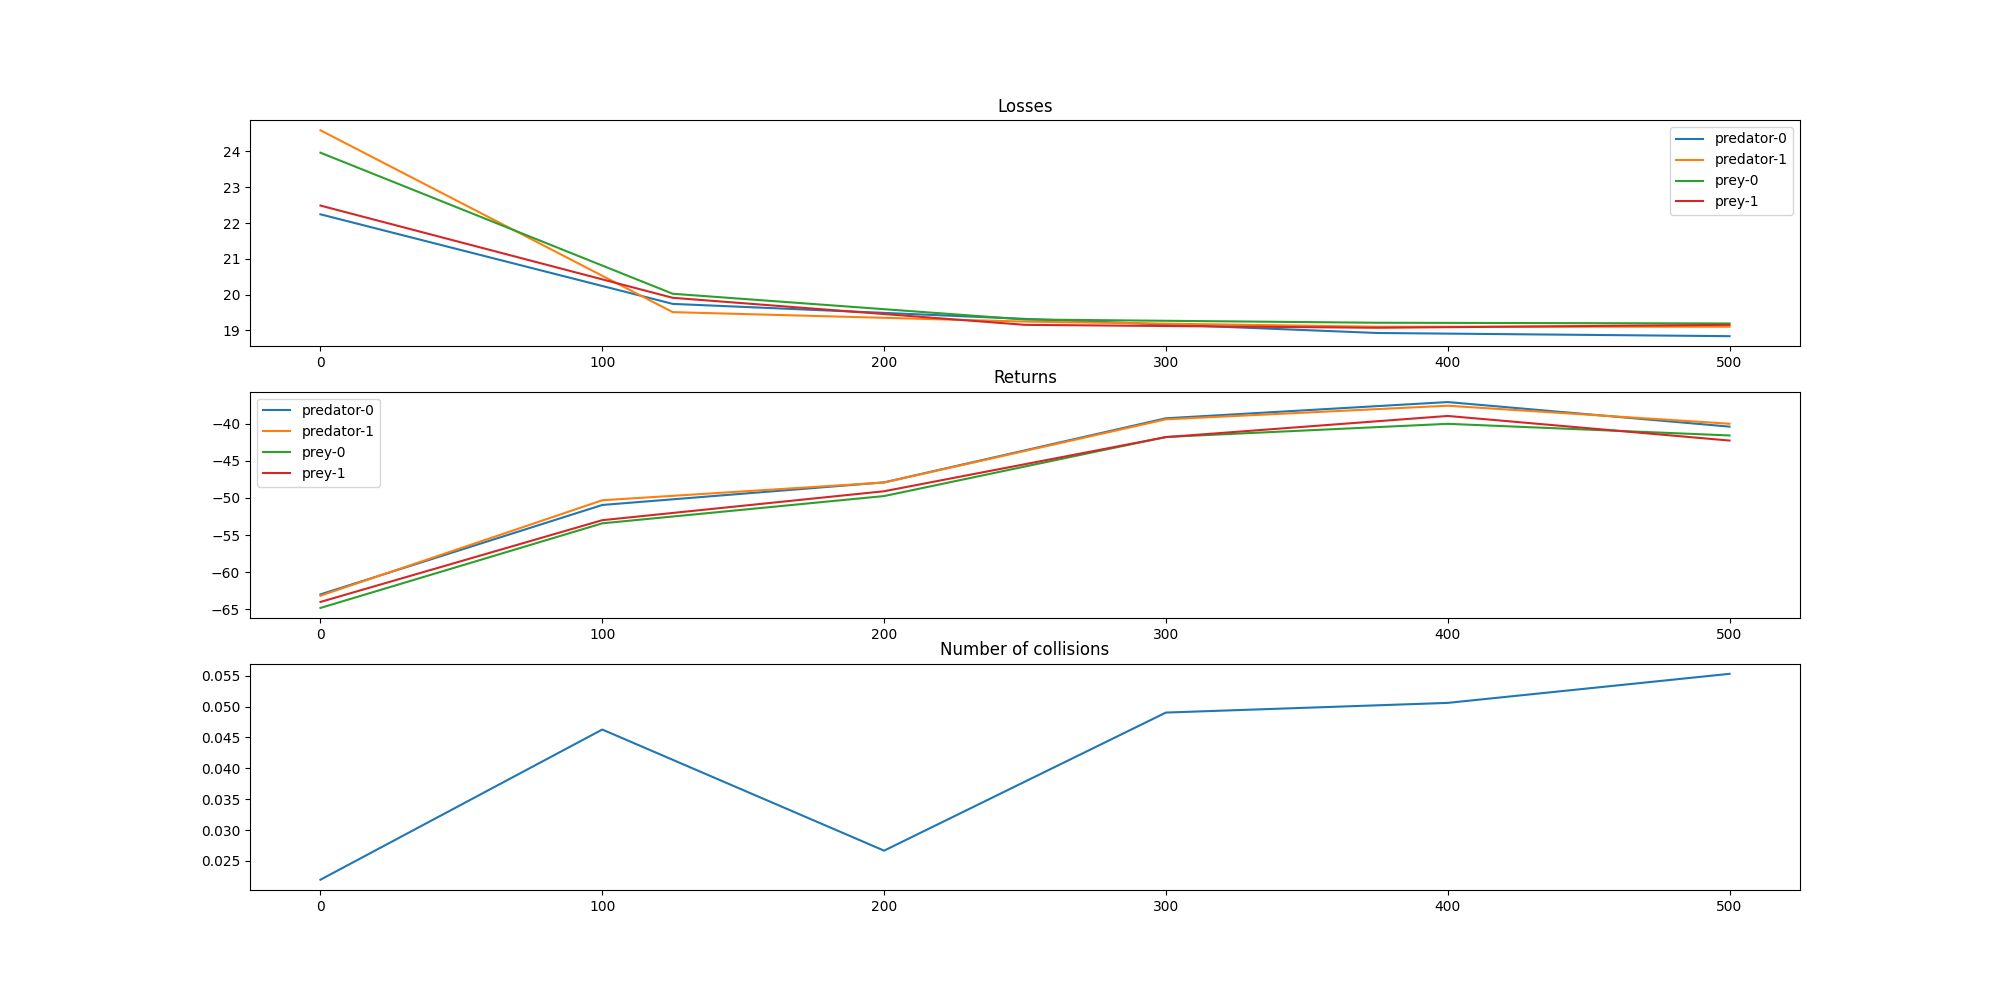 Losses
24
23
22
21
20
19
predator-0
predator-1
prey-0
prey-1
0 100 200 300 400 500
Returns
predator-0
predator-1
prey-0
prey-1
−40
−45
−50
−55
−60
−65
0 100 200 300 400 500
Number of collisions
0.055
0.050
0.045
0.040
0.035
0.030
0.025
0 100 200 300 400 500